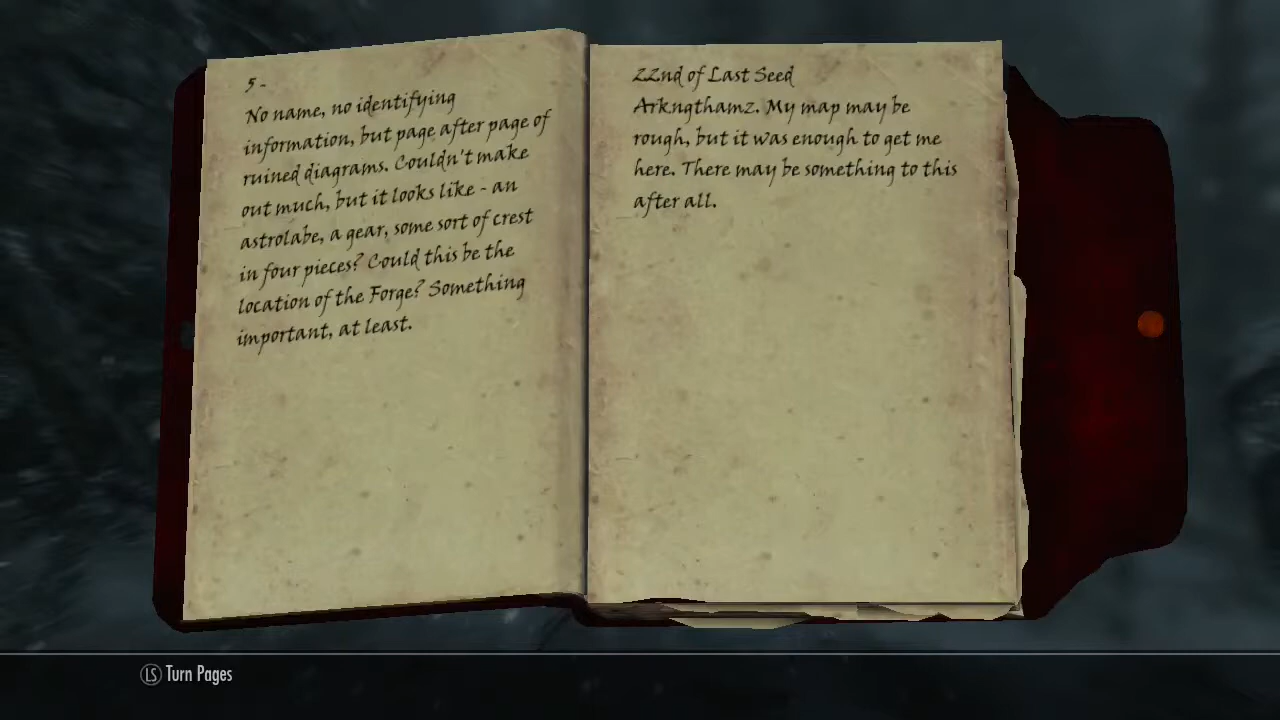 5 -
No name, no identifying
information, but page after page of
ruined diagrams. Couldn't make
out much, but it looks like - an
astrolabe, a gear, some sort of crest
in four pieces? Could this be the
location of the Forge? Something
important, at least.
22nd of Last Seed
Arkngthamz. My map may be
rough, but it was enough to get me
here. There may be something to this
after all.
LS Turn Pages